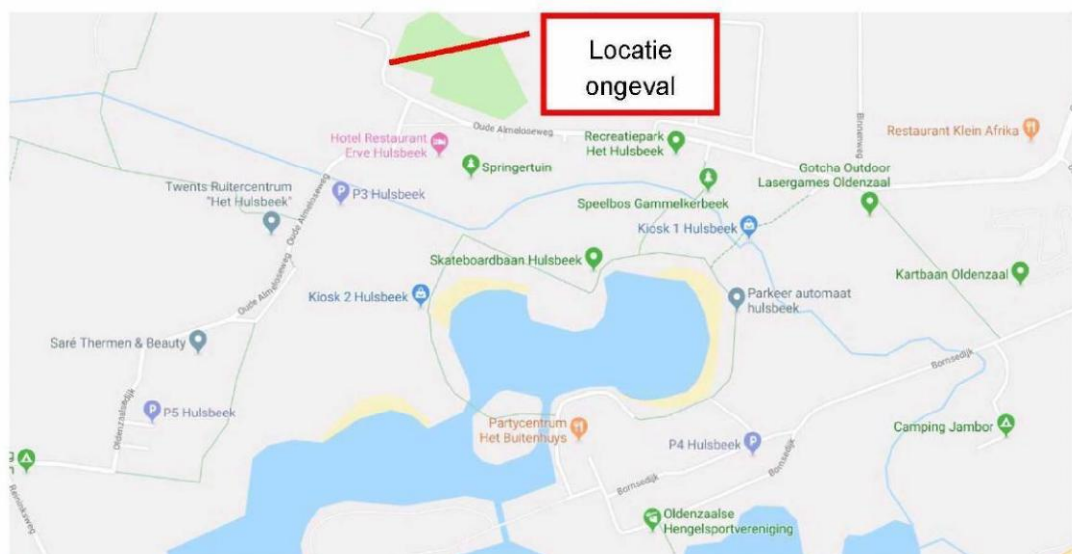 Locatie
ongeval
Oude Almeloseweg
Hotel Restaurant
Erve Hulsbeek
Springertuin
Recreatiepark
Het Hulsbeek
Binnenweg
Restaurant Klein Afrika
Gotcha Outdoor
Lasergames Oldenzaal
Twents Ruitercentrum
"Het Hulsbeek"
P3 Hulsbeek
Speelbos Gammelkerbeek
Kiosk 1 Hulsbeek
Oude Almeloseweg
Skateboardbaan Hulsbeek
Kartbaan Oldenzaal
Kiosk 2 Hulsbeek
Parkeer automaat
hulsbeek
Oude Almeloseweg
Saré Thermen & Beauty
Bornsedijk
Oldenzaalsedijk
P5 Hulsbeek
Partycentrum
Het Buitenhuys
P4 Hulsbeek
Camping Jambor
Bornsedijk
Bornsedijk
Reininksweg
Oldenzaalse
Hengelsportvereniging